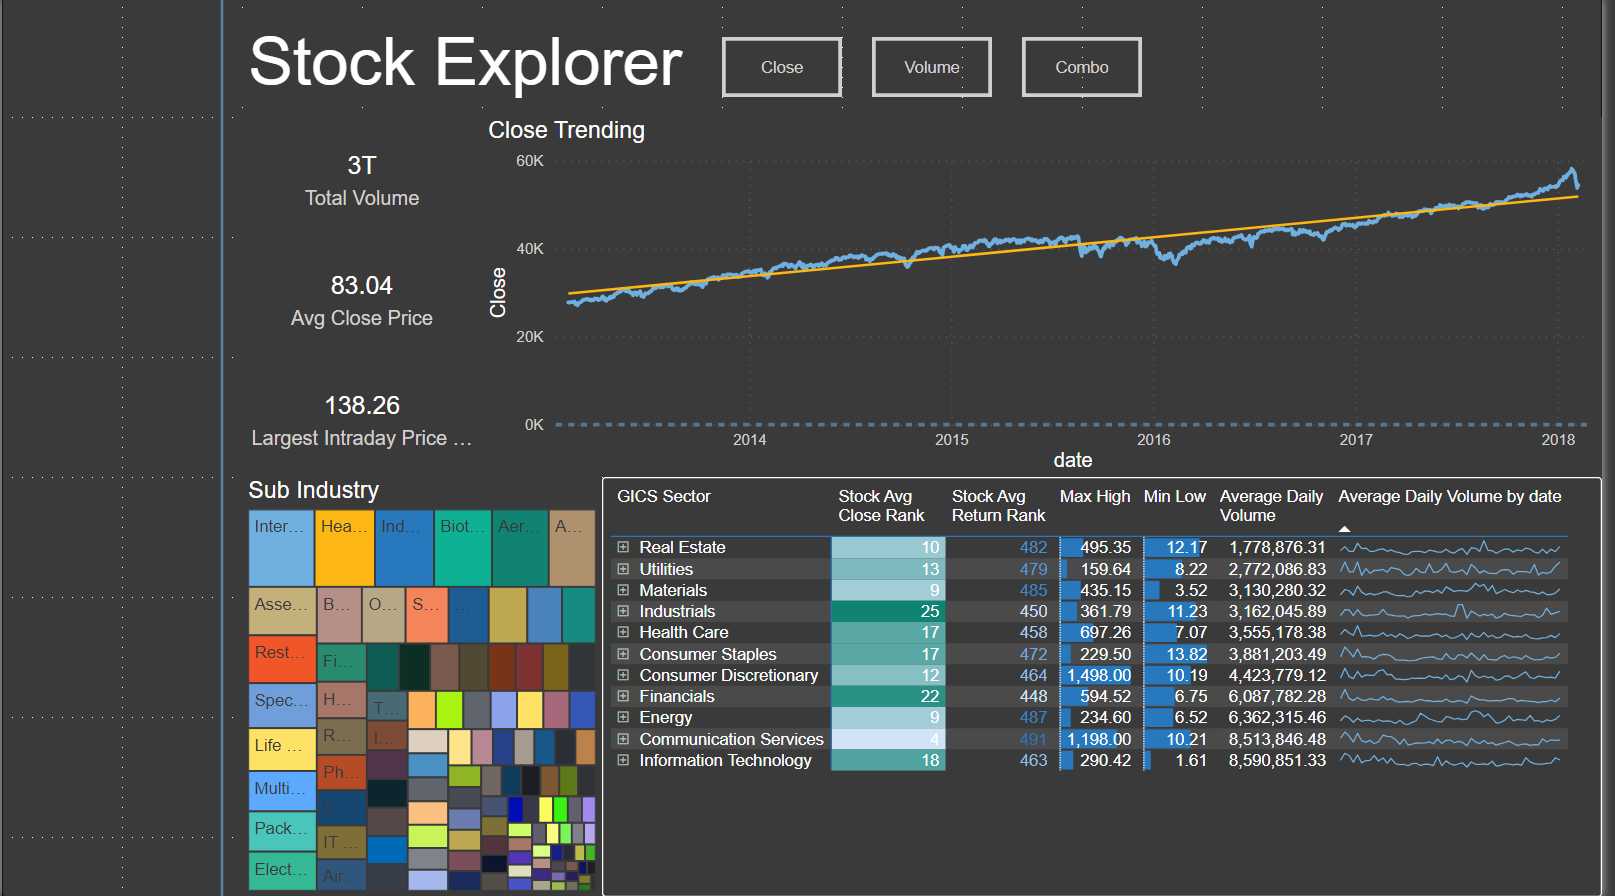 Stock Explorer
Close
Volume
Combo
3T
Total Volume
83.04
Avg Close Price
138.26
Largest Intraday Price ...
Close Trending
60K
40K
20K
0K
Close
2014
2015
2016
2017
2018
date
Sub Industry
Inter...
Hea...
Ind...
Biot...
Aer...
A...
Asse...
B...
O...
S...
...
Rest...
Fi...
Spec...
H...
T...
Life ...
R...
I...
Ph...
Multi...
Pack...
IT ...
Elect...
Air...
GICS Sector Stock Avg Close Rank Stock Avg Return Rank Max High Min Low Average Daily Volume Average Daily Volume by date
Real Estate 10 482 495.35 12.17 1,778,876.31
Utilities 13 479 159.64 8.22 2,772,086.83
Materials 9 485 435.15 3.52 3,130,280.32
Industrials 25 450 361.79 11.23 3,162,045.89
Health Care 17 458 697.26 7.07 3,555,178.38
Consumer Staples 17 472 229.50 13.82 3,881,203.49
Consumer Discretionary 12 464 1,498.00 10.19 4,423,779.12
Financials 22 448 594.52 6.75 6,087,782.28
Energy 9 487 234.60 6.52 6,362,315.46
Communication Services 4 491 1,198.00 10.21 8,513,846.48
Information Technology 18 463 290.42 1.61 8,590,851.33